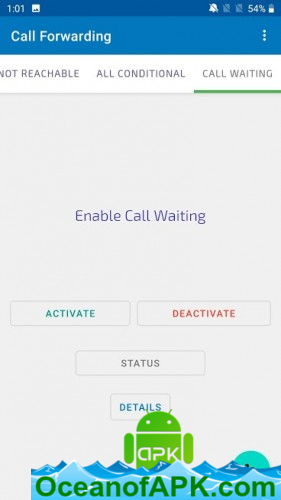 1:01 54%
Call Forwarding
NOT REACHABLE ALL CONDITIONAL CALL WAITING
Enable Call Waiting
ACTIVATE DEACTIVATE
STATUS
DETAILS
APK
OceanofAPK.com